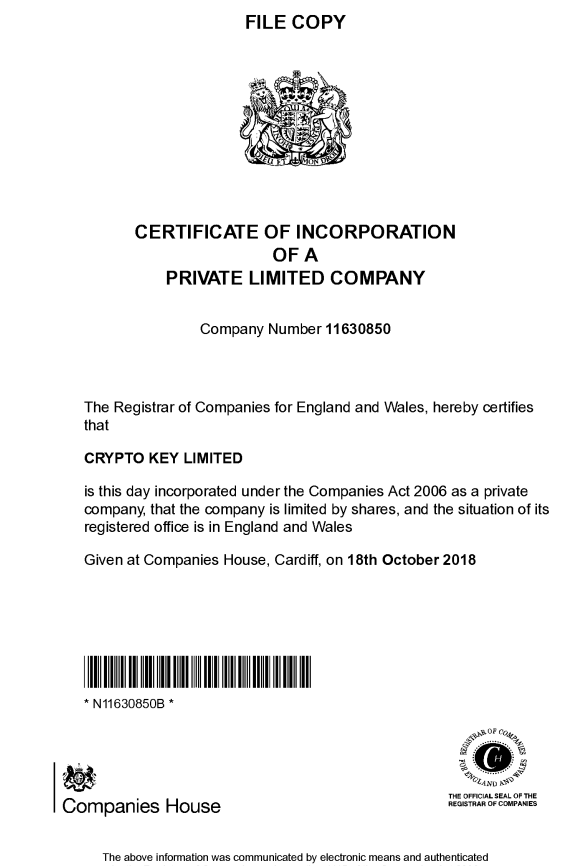 FILE COPY
CERTIFICATE OF INCORPORATION
OF A
PRIVATE LIMITED COMPANY
Company Number 11630850
The Registrar of Companies for England and Wales, hereby certifies
that
CRYPTO KEY LIMITED
is this day incorporated under the Companies Act 2006 as a private
company, that the company is limited by shares, and the situation of its
registered office is in England and Wales
Given at Companies House, Cardiff, on 18th October 2018
* N11630850B *
REGISTRAR OF COMPANIES
FOR ENGLAND AND WALES
CH
THE OFFICIAL SEAL OF THE
REGISTRAR OF COMPANIES
Companies House
The above information was communicated by electronic means and authenticated